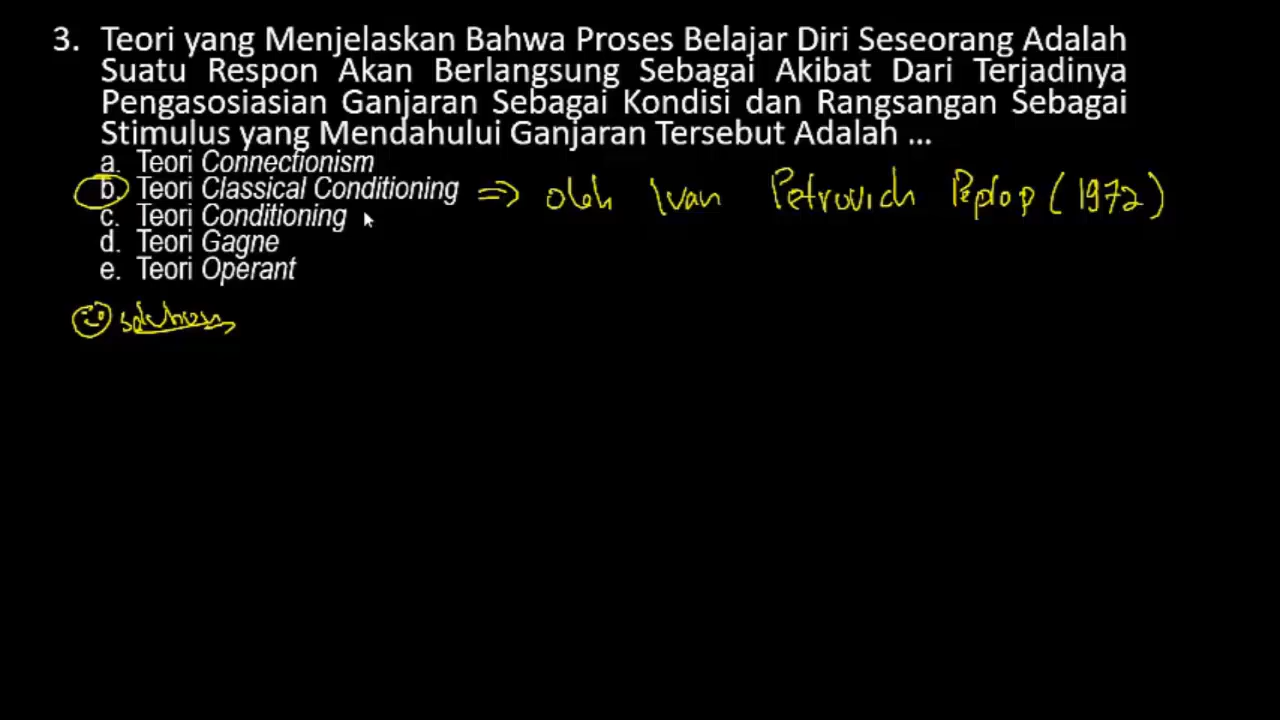 3. Teori yang Menjelaskan Bahwa Proses Belajar Diri Seseorang Adalah
Suatu Respon Akan Berlangsung Sebagai Akibat Dari Terjadinya
Pengasosiasian Ganjaran Sebagai Kondisi dan Rangsangan Sebagai
Stimulus yang Mendahului Ganjaran Tersebut Adalah ...
a. Teori Connectionism
b. Teori Classical Conditioning => oleh Ivan Petrovich (1972)
c. Teori Conditioning
d. Teori Gagne
e. Teori Operant